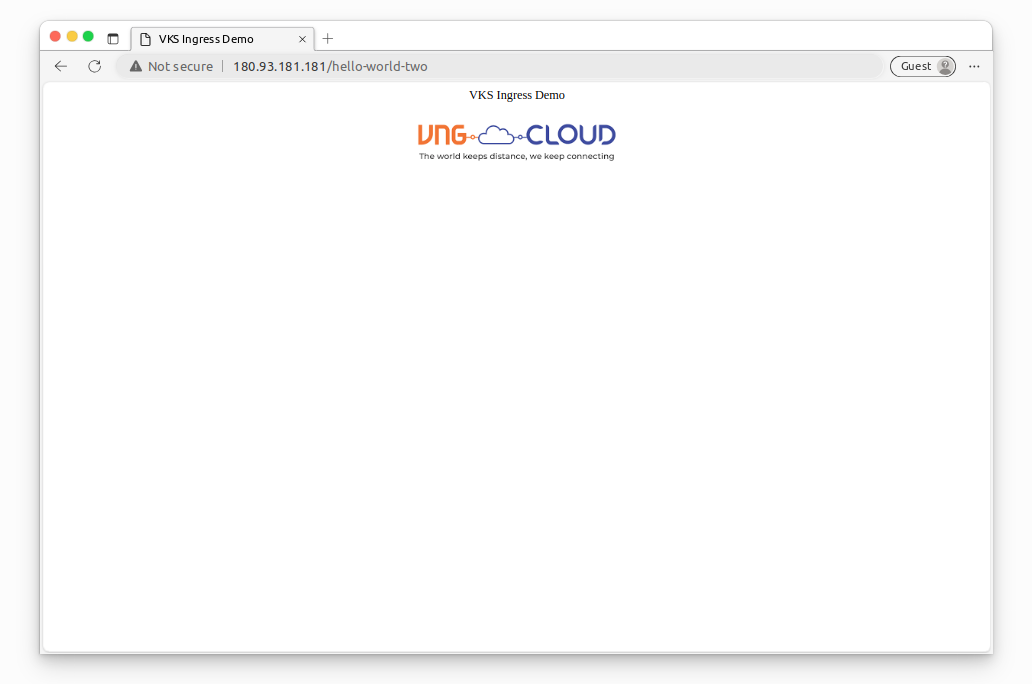 VKS Ingress Demo
Not secure 180.93.181.181/hello-world-two Guest
VKS Ingress Demo
VNG CLOUD
The world keeps distance, we keep connecting